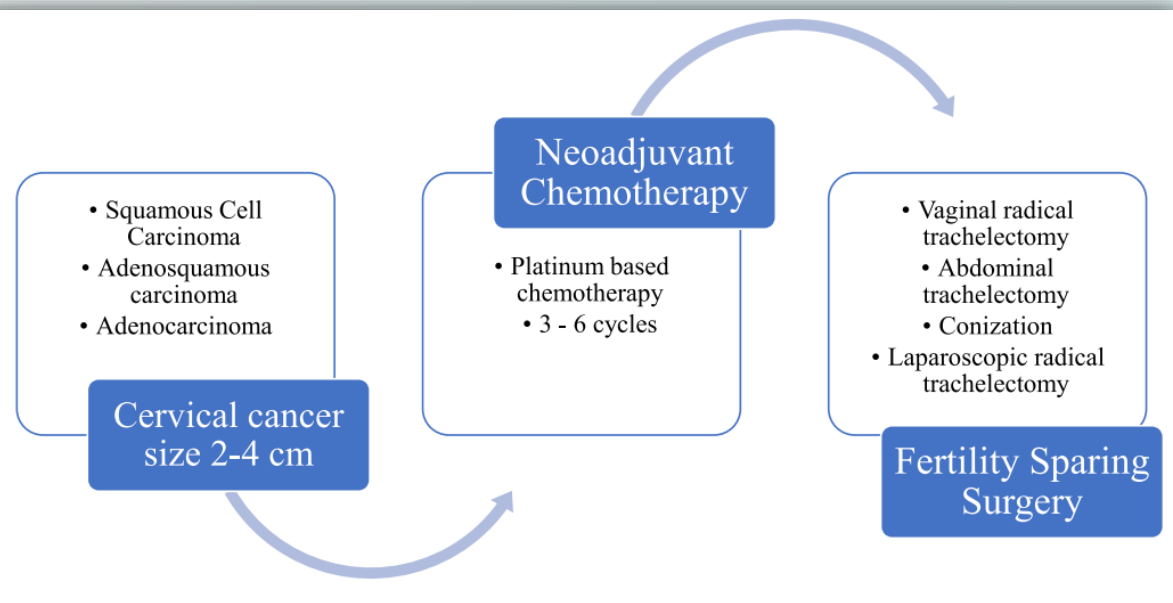 • Squamous Cell
Carcinoma
• Adenosquamous
carcinoma
• Adenocarcinoma
Cervical cancer
size 2-4 cm
Neoadjuvant
Chemotherapy
• Platinum based
chemotherapy
• 3 - 6 cycles
• Vaginal radical
trachelectomy
• Abdominal
trachelectomy
• Conization
• Laparoscopic radical
trachelectomy
Fertility Sparing
Surgery